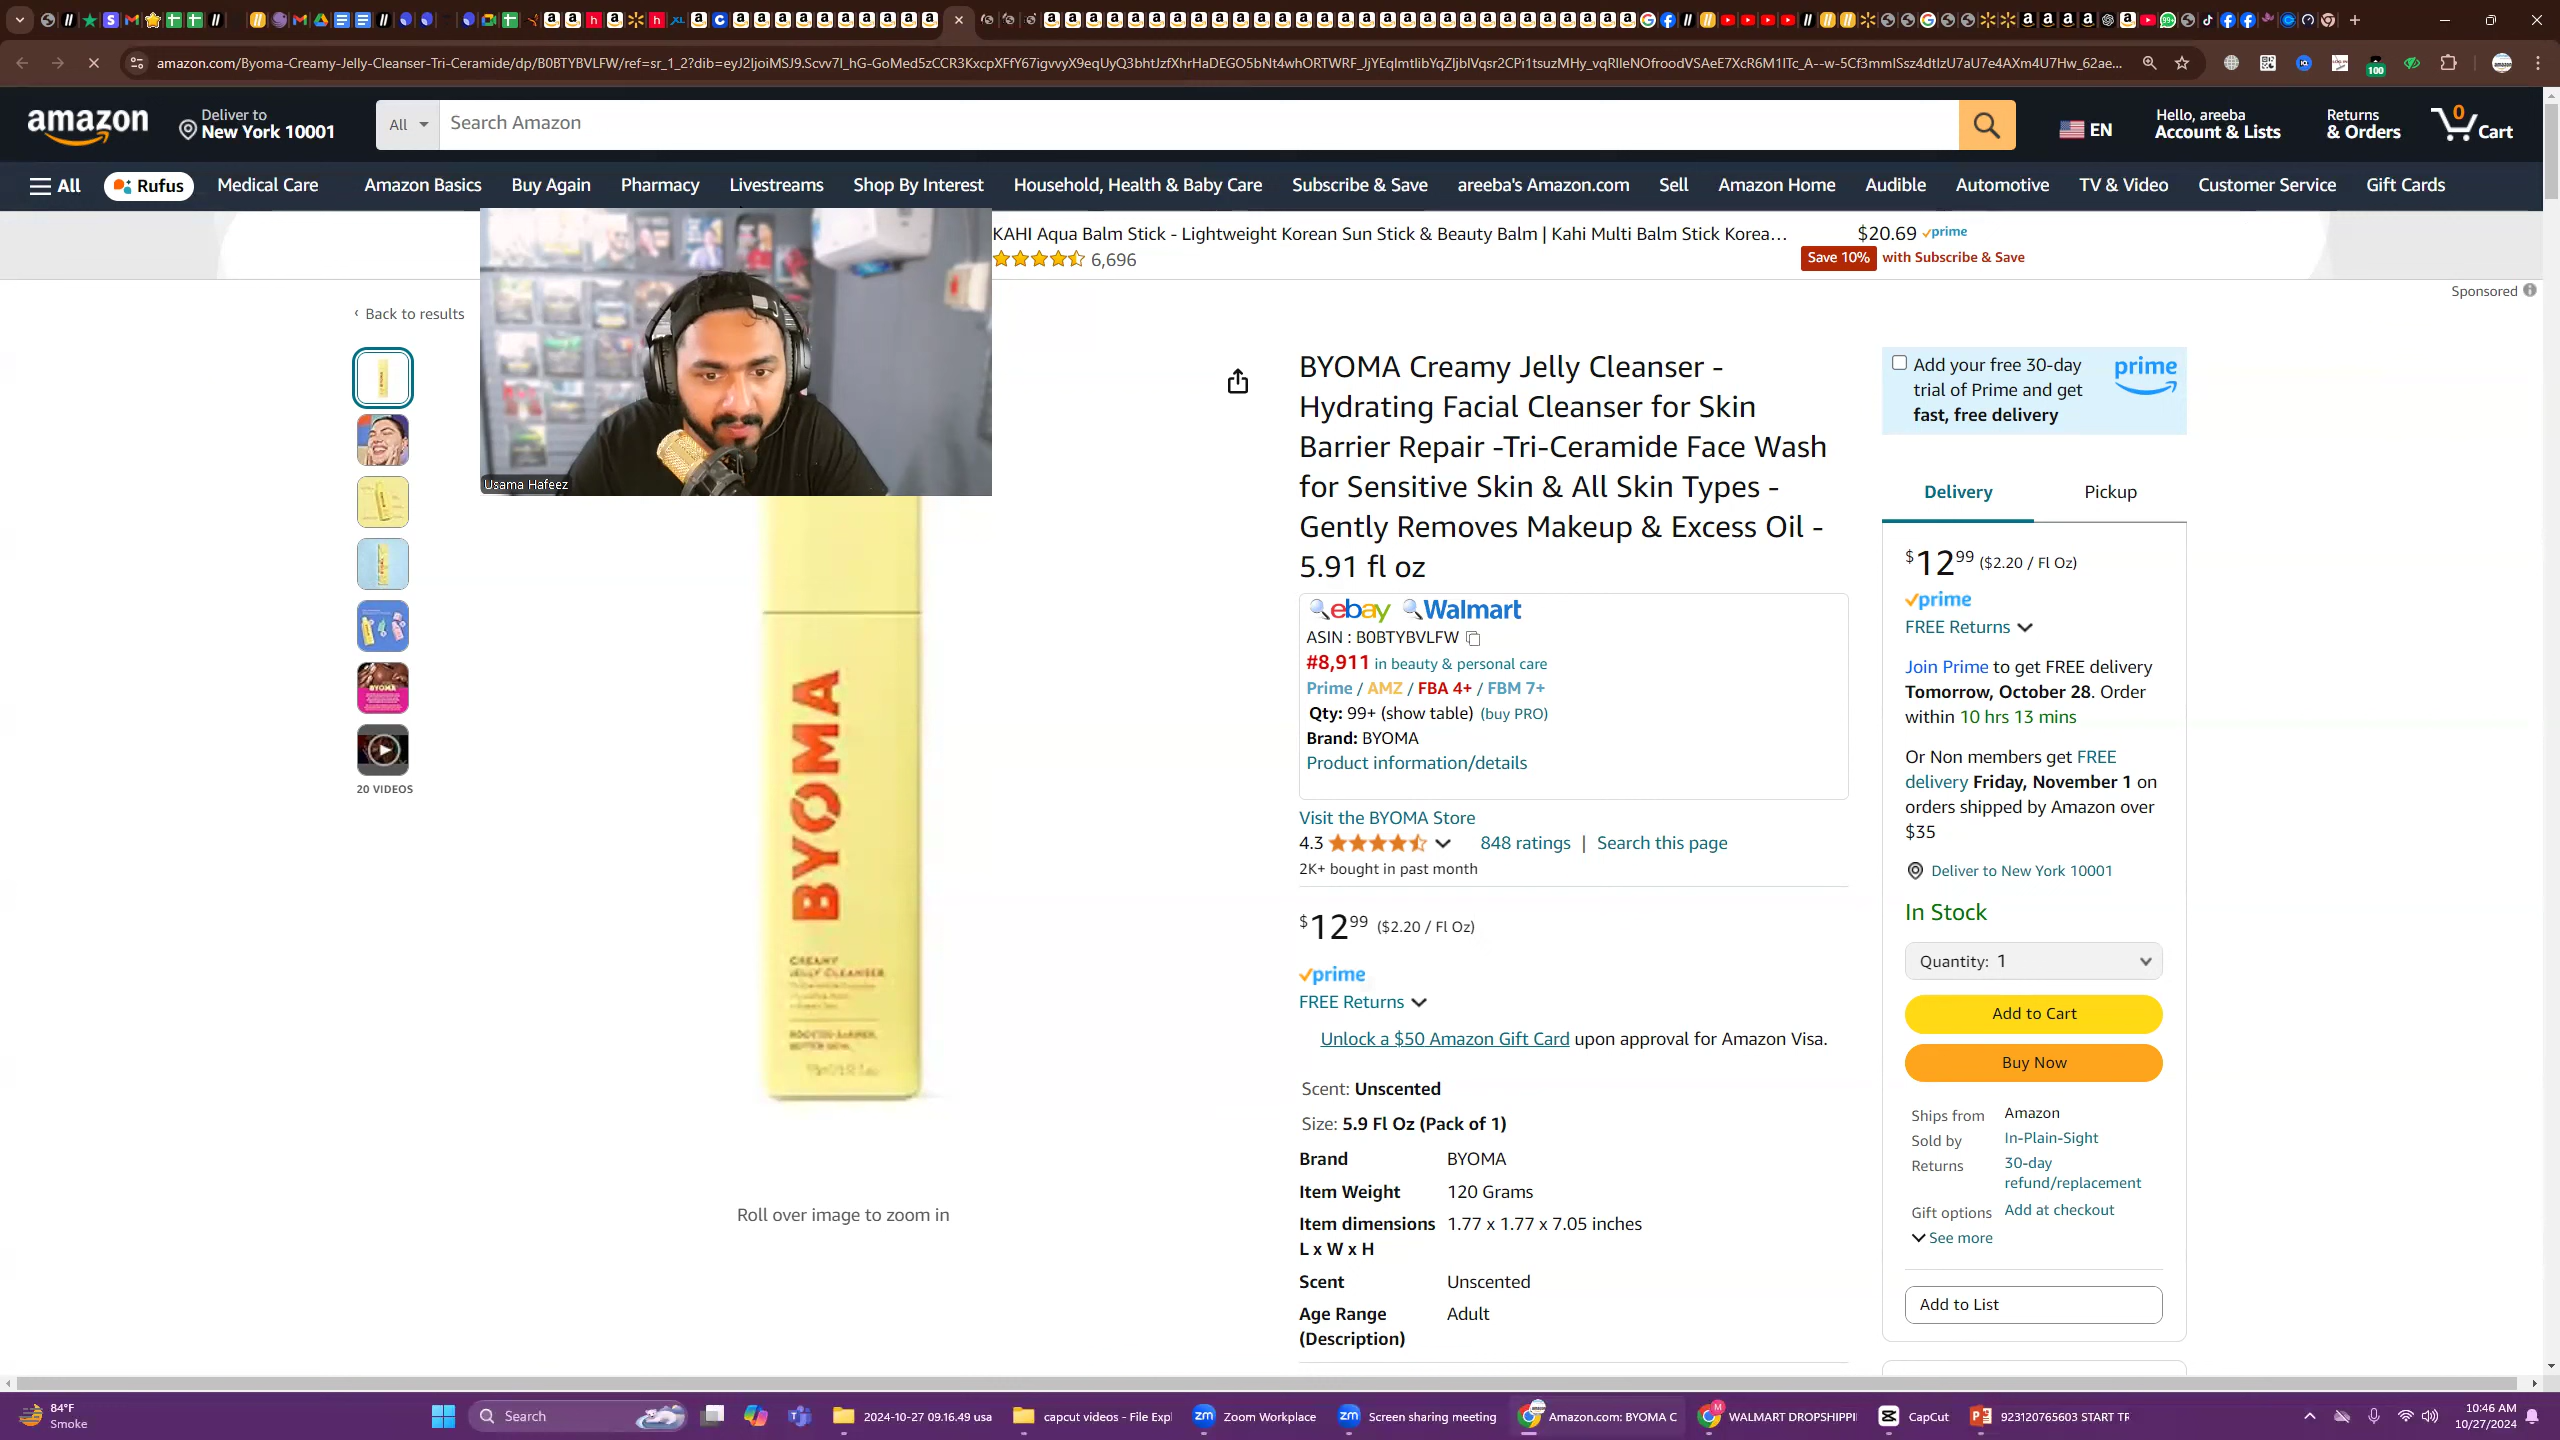 amazon.com/Byoma-Creamy-Jelly-Cleanser-Tri-Ceramide/dp/B0BTYBVLFW/ref=sr_1_2?dib=
100
amazon
Deliver to
New York 10001
All
Search Amazon
EN
Hello, areeba
Account & Lists
Returns
& Orders
0
Cart
All
Rufus
Medical Care
Amazon Basics
Buy Again
Pharmacy
Livestreams
Shop By Interest
Household, Health & Baby Care
Subscribe & Save
areeba's Amazon.com
Sell
Amazon Home
Audible
Automotive
TV & Video
Customer Service
Gift Cards
KAHI Aqua Balm Stick - Lightweight Korean Sun Stick & Beauty Balm | Kahi Multi Balm Stick Korea...
6,696
$20.69 prime
Save 10% with Subscribe & Save
Sponsored
‹ Back to results
Usama Hafeez
20 VIDEOS
BYOMA
CREAMY
JELLY CLEANSER
Roll over image to zoom in
BYOMA Creamy Jelly Cleanser -
Hydrating Facial Cleanser for Skin
Barrier Repair -Tri-Ceramide Face Wash
for Sensitive Skin & All Skin Types -
Gently Removes Makeup & Excess Oil -
5.91 fl oz
ebay Walmart
ASIN : B0BTYBVLFW
#8,911 in beauty & personal care
Prime / AMZ / FBA 4+ / FBM 7+
Qty: 99+ (show table) (buy PRO)
Brand: BYOMA
Product information/details
Visit the BYOMA Store
4.3 848 ratings | Search this page
2K+ bought in past month
$12.99 ($2.20 / Fl Oz)
prime
FREE Returns
Unlock a $50 Amazon Gift Card upon approval for Amazon Visa.
Scent: Unscented
Size: 5.9 Fl Oz (Pack of 1)
Brand BYOMA
Item Weight 120 Grams
Item dimensions 1.77 x 1.77 x 7.05 inches
L x W x H
Scent Unscented
Age Range Adult
(Description)
Add your free 30-day
trial of Prime and get
fast, free delivery
prime
Delivery
Pickup
$12.99 ($2.20 / Fl Oz)
prime
FREE Returns
Join Prime to get FREE delivery
Tomorrow, October 28. Order
within 10 hrs 13 mins
Or Non members get FREE
delivery Friday, November 1 on
orders shipped by Amazon over
$35
Deliver to New York 10001
In Stock
Quantity: 1
Add to Cart
Buy Now
Ships from Amazon
Sold by In-Plain-Sight
Returns 30-day
refund/replacement
Gift options Add at checkout
See more
Add to List
84°F
Smoke
Search
2024-10-27 09.16.49 usa
capcut videos - File Expl
Zoom Workplace
Screen sharing meeting
Amazon.com: BYOMA C
WALMART DROPSHIPPI
CapCut
923120765603 START TR
10:46 AM
10/27/2024